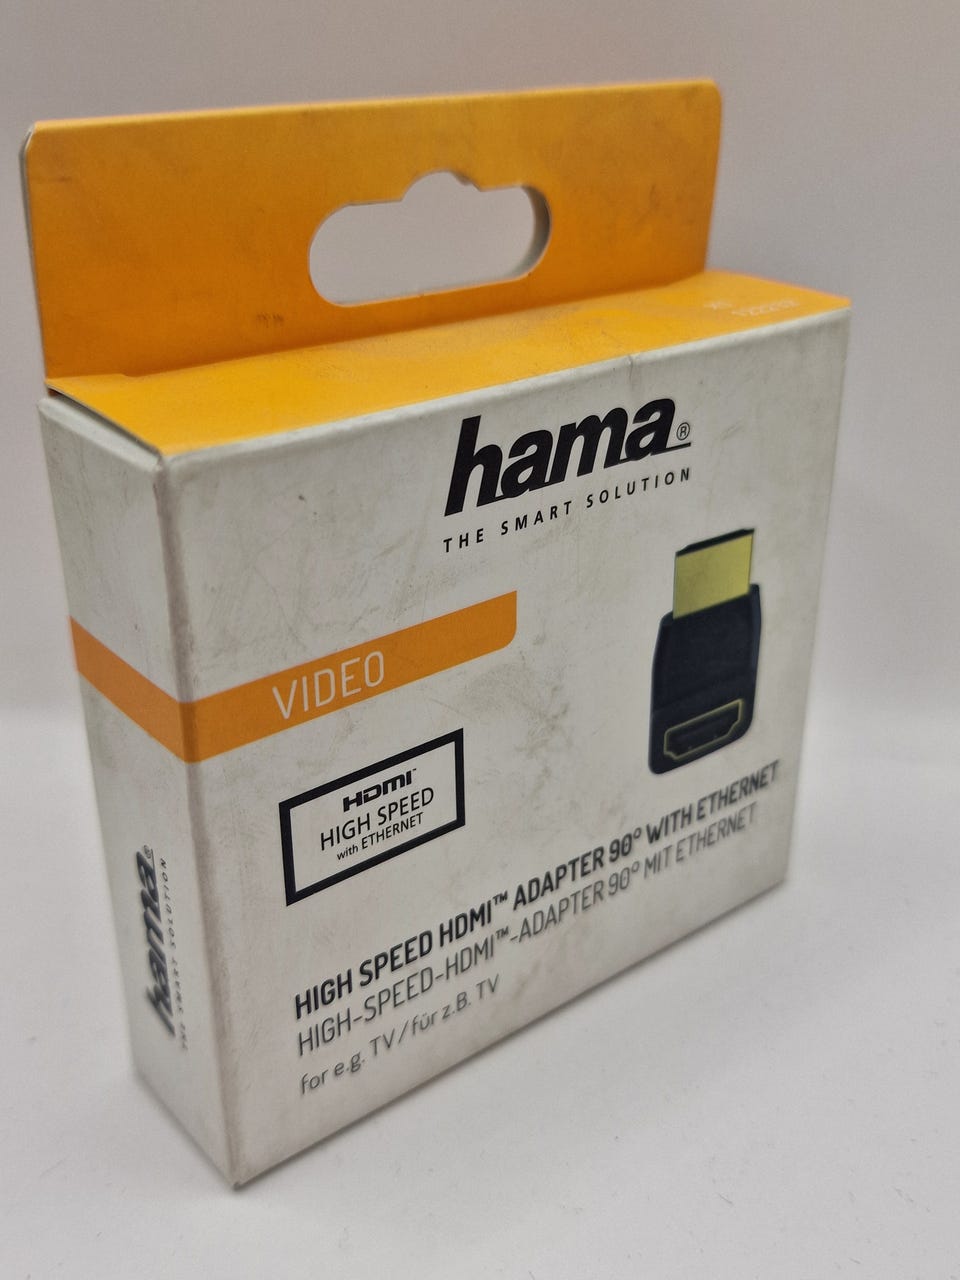 hama®
THE SMART SOLUTION
VIDEO
HDMI™
HIGH SPEED
with ETHERNET
HIGH SPEED HDMI™ ADAPTER 90° WITH ETHERNET
HIGH-SPEED-HDMI™-ADAPTER 90° MIT ETHERNET
for e.g. TV / für z.B. TV
hama®
THE SMART SOLUTION